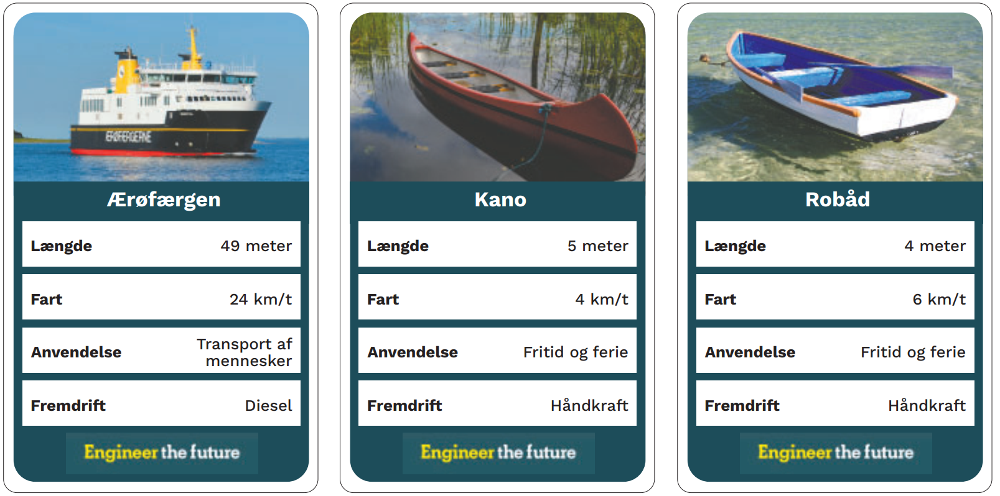 ÆRØFÆRGERNE
Ærøfærgen
Længde 49 meter
Fart 24 km/t
Anvendelse Transport af
mennesker
Fremdrift Diesel
Engineer the future
Kano
Længde 5 meter
Fart 4 km/t
Anvendelse Fritid og ferie
Fremdrift Håndkraft
Engineer the future
Robåd
Længde 4 meter
Fart 6 km/t
Anvendelse Fritid og ferie
Fremdrift Håndkraft
Engineer the future